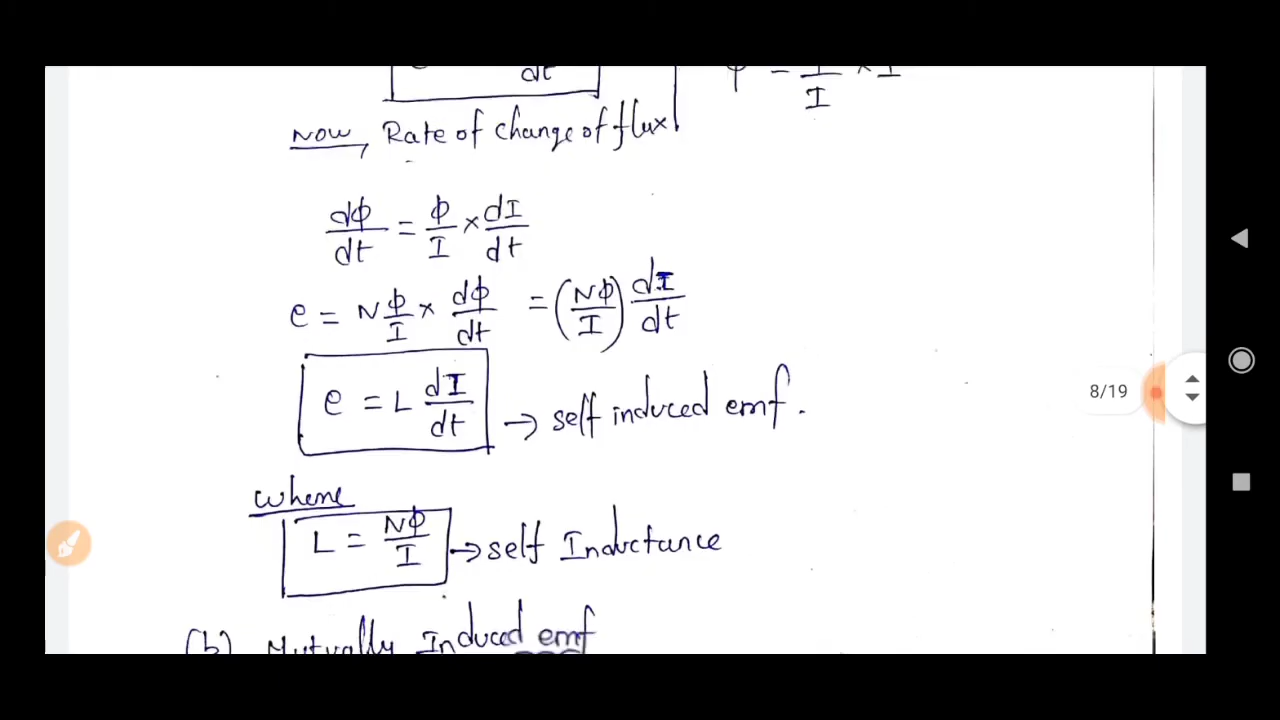 dt
I
NOW, Rate of change of flux
dϕ/dt = ϕ/I × dI/dt
e = N ϕ/I × dϕ/dt = (Nϕ/I) dI/dt
e = L dI/dt → self induced emf.
where
L = Nϕ/I → self Inductance
(b) Mutually Induced emf
8/19